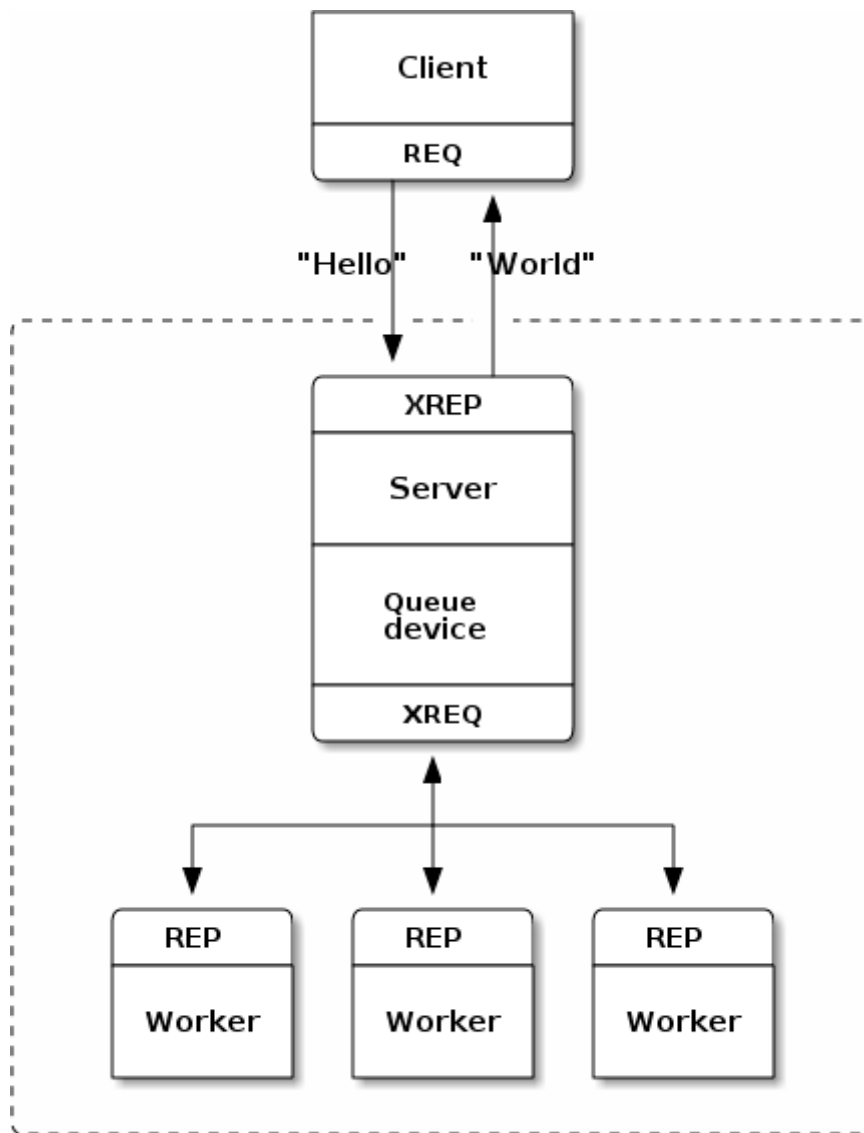 Client
REQ
"Hello" "World"
XREP
Server
Queue
device
XREQ
REP REP REP
Worker Worker Worker